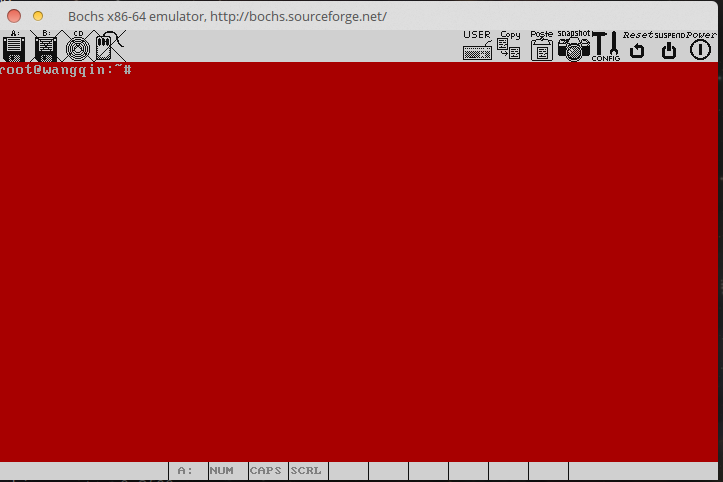 Bochs x86-64 emulator, http://bochs.sourceforge.net/
A: B: CD USER Copy Paste Snapshot CONFIG Reset SUSPEND Power
root@wangqin:~#
A: NUM CAPS SCRL